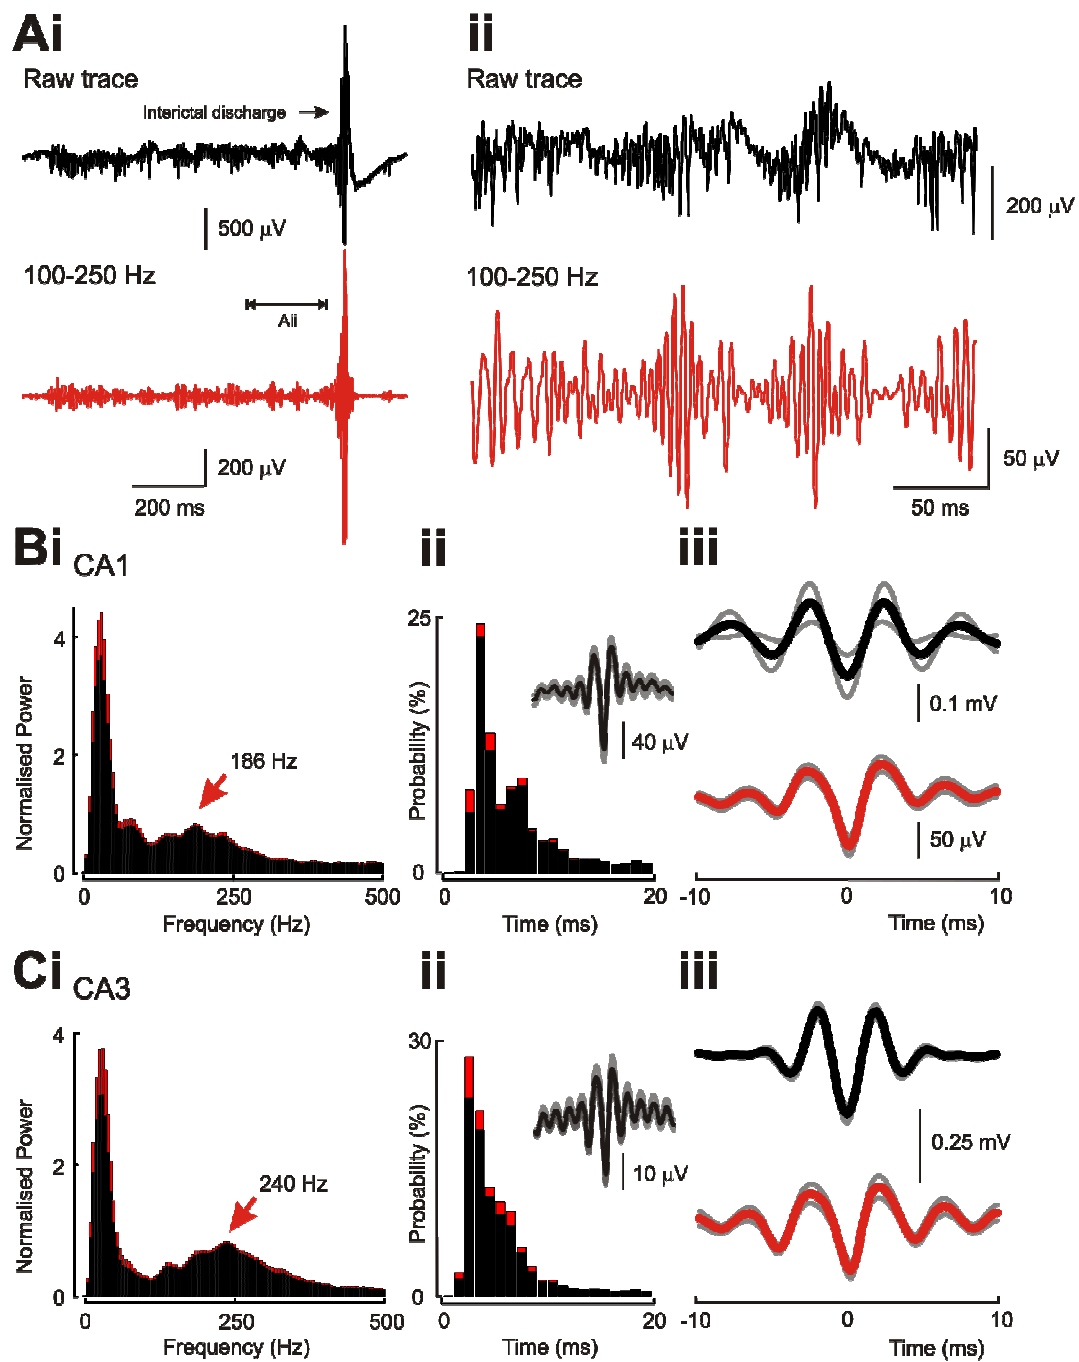 Ai
Raw trace
Interictal discharge
500 µV
100-250 Hz
Aii
200 µV
200 ms
ii
Raw trace
200 µV
100-250 Hz
50 µV
50 ms
Bi
CA1
Normalised Power
4
2
0
186 Hz
0 250 500
Frequency (Hz)
ii
Probability (%)
25
0
40 µV
0 20
Time (ms)
iii
0.1 mV
50 µV
-10 0 10
Time (ms)
Ci
CA3
Normalised Power
4
2
0
240 Hz
0 250 500
Frequency (Hz)
ii
Probability (%)
30
0
10 µV
0 20
Time (ms)
iii
0.25 mV
-10 0 10
Time (ms)